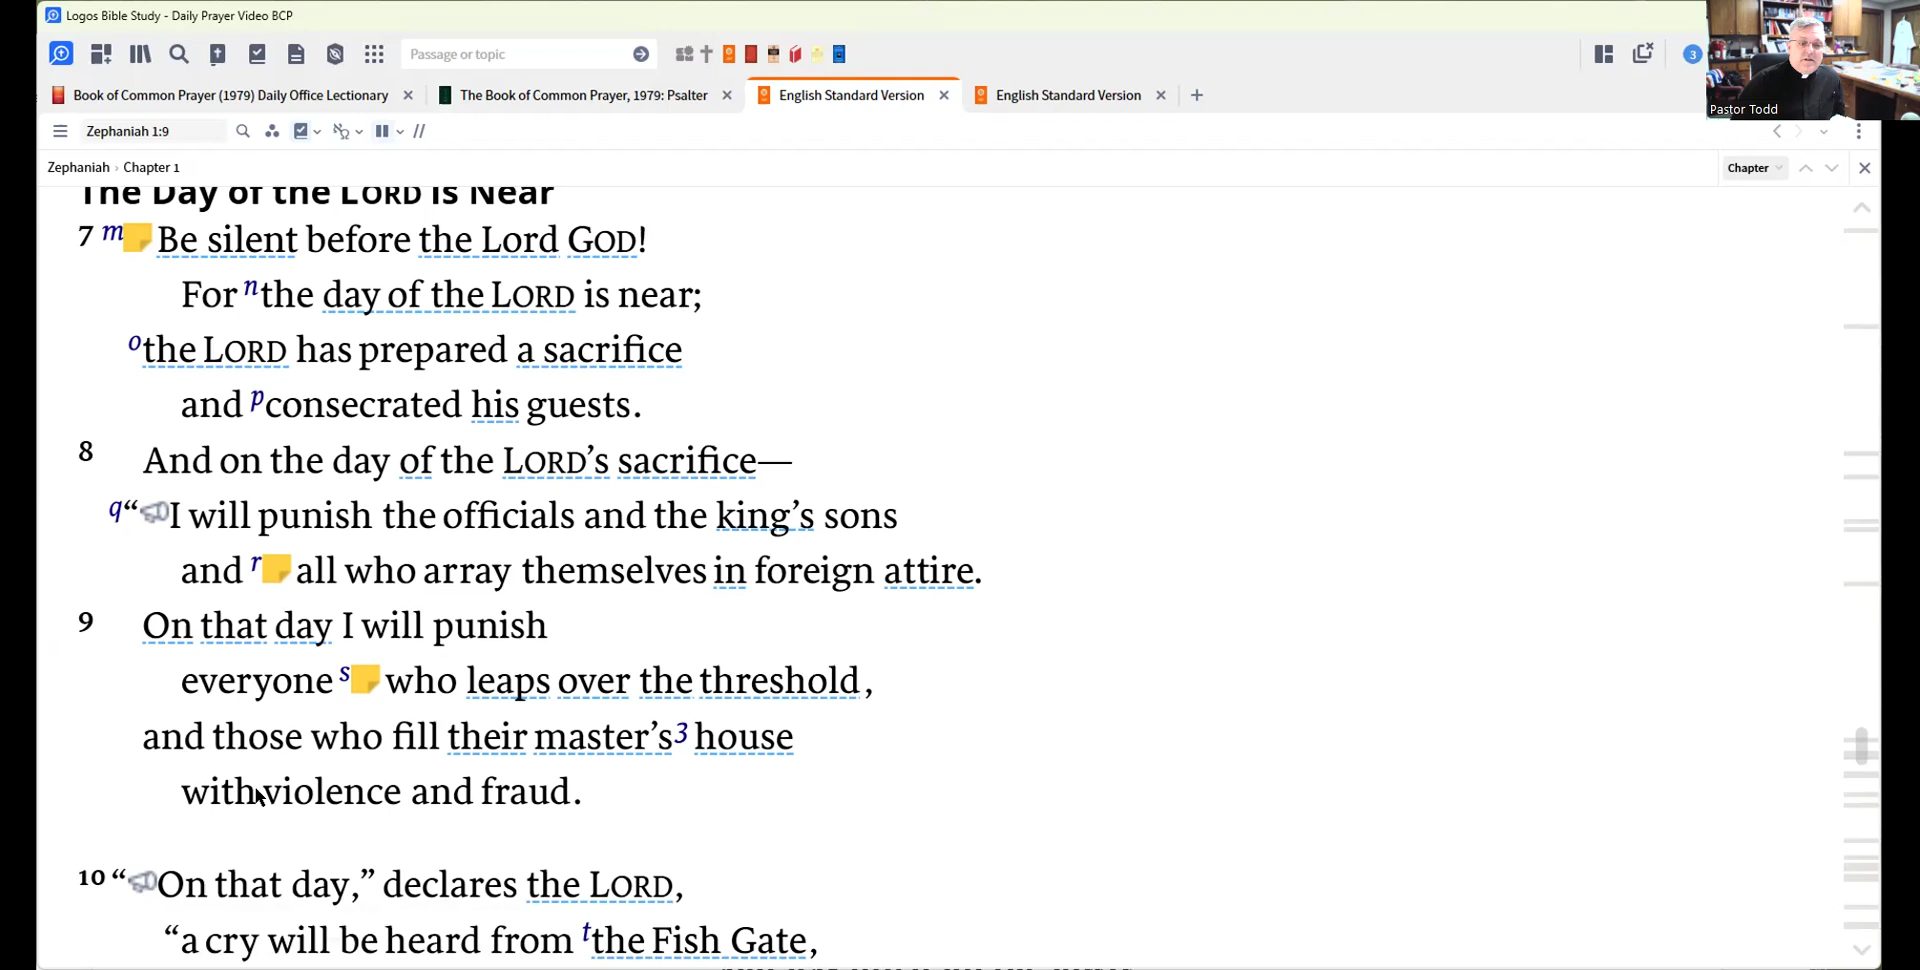 Logos Bible Study - Daily Prayer Video BCP
Passage or topic
3
Book of Common Prayer (1979) Daily Office Lectionary
The Book of Common Prayer, 1979: Psalter
English Standard Version
English Standard Version
Pastor Todd
Zephaniah 1:9
Zephaniah › Chapter 1
Chapter
The Day of the LORD Is Near
7 m Be silent before the Lord GOD!
For n the day of the LORD is near;
o the LORD has prepared a sacrifice
and p consecrated his guests.
8 And on the day of the LORD’s sacrifice—
q “I will punish the officials and the king’s sons
and r all who array themselves in foreign attire.
9 On that day I will punish
everyone s who leaps over the threshold,
and those who fill their master’s 3 house
with violence and fraud.
10 “On that day,” declares the LORD,
“a cry will be heard from t the Fish Gate,